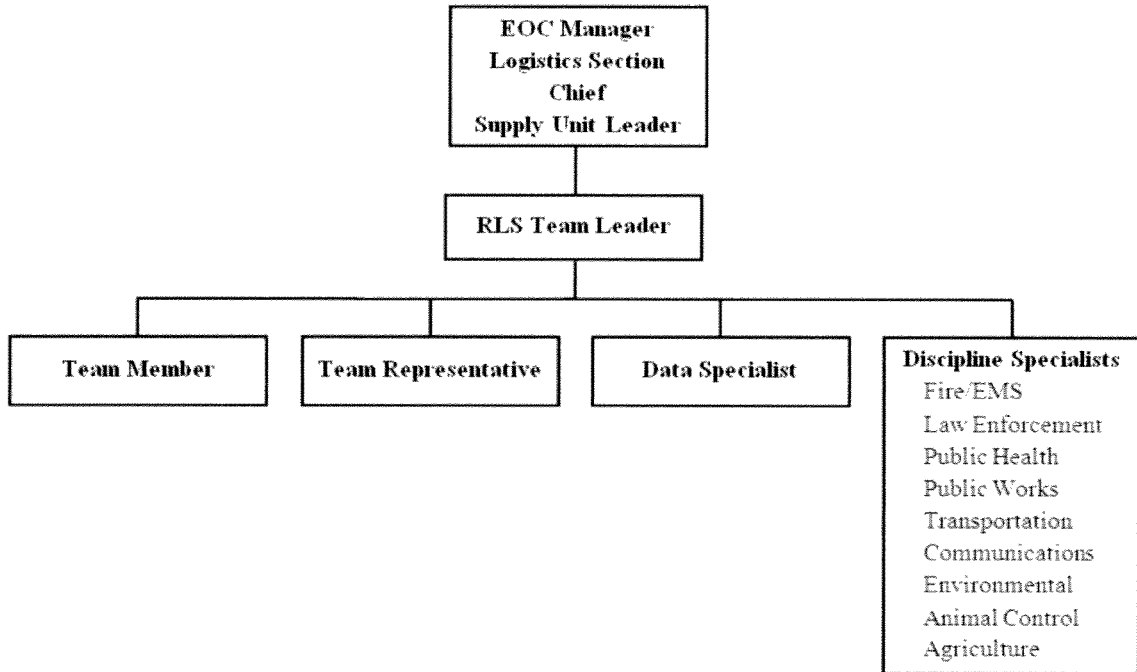 EOC Manager
Logistics Section
Chief
Supply Unit Leader
RLS Team Leader
Team Member
Team Representative
Data Specialist
Discipline Specialists
Fire/EMS
Law Enforcement
Public Health
Public Works
Transportation
Communications
Environmental
Animal Control
Agriculture